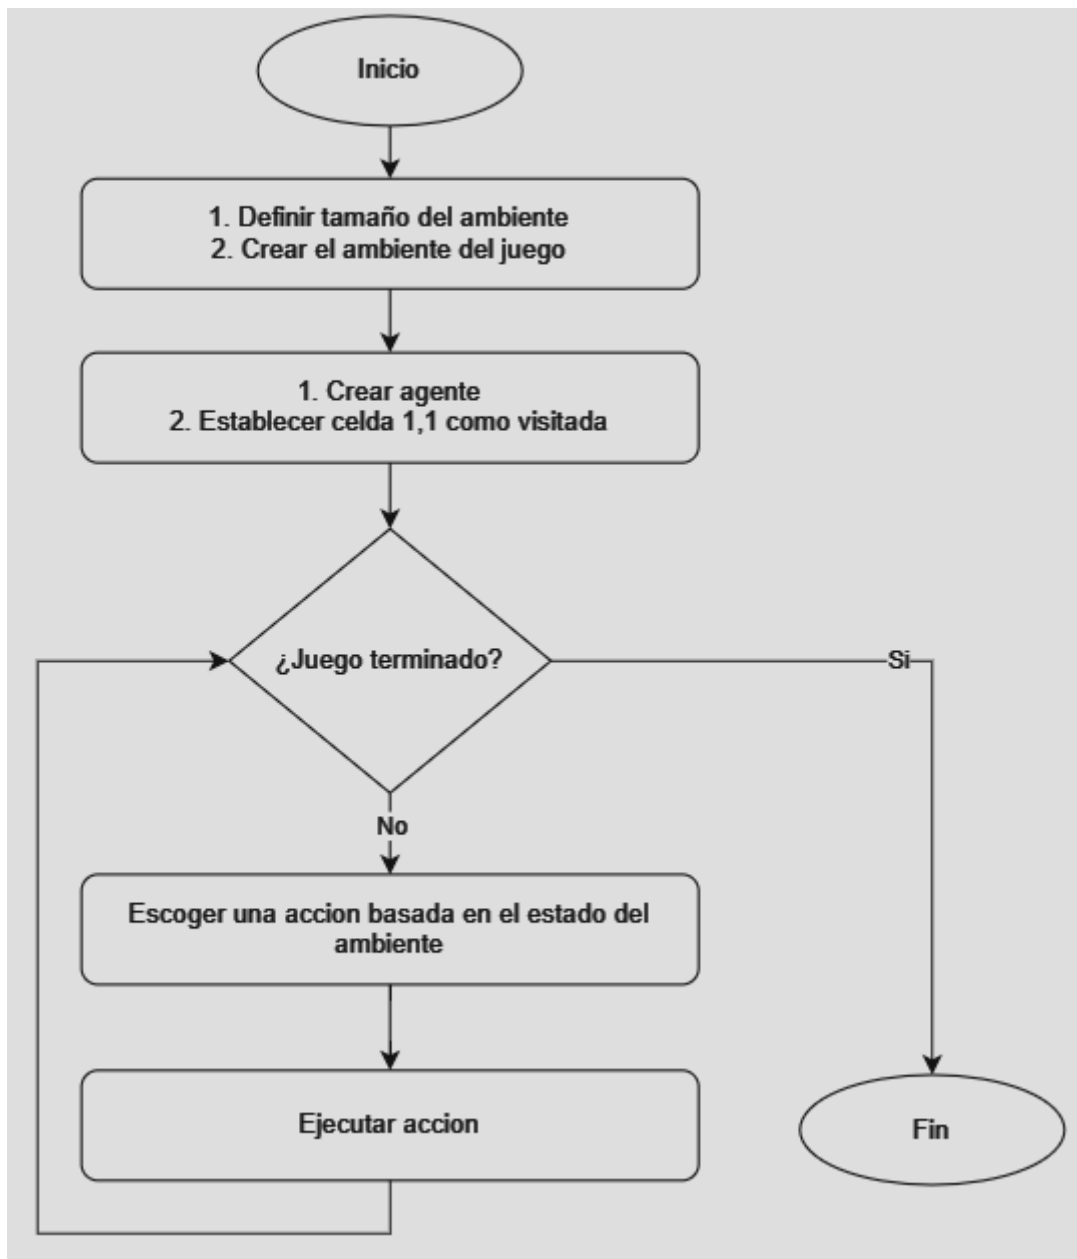 Inicio
1. Definir tamaño del ambiente
2. Crear el ambiente del juego
1. Crear agente
2. Establecer celda 1,1 como visitada
¿Juego terminado?
Si
No
Escoger una accion basada en el estado del
ambiente
Ejecutar accion
Fin